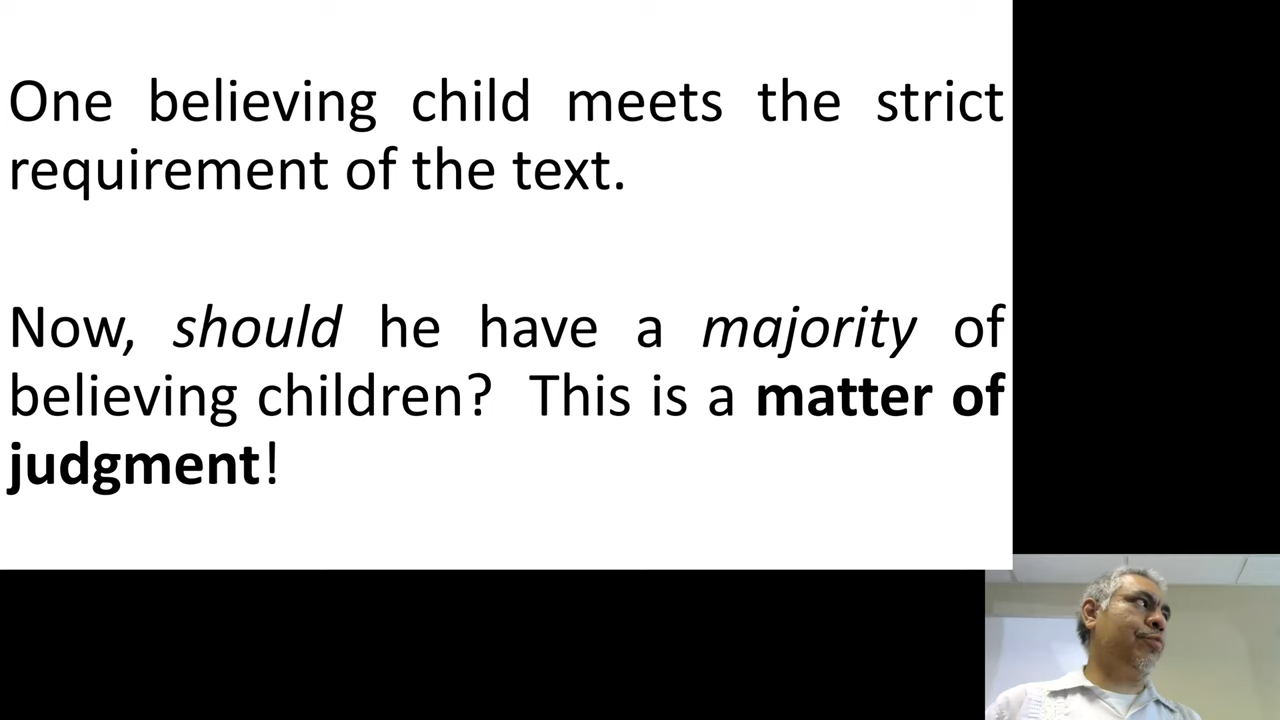 One believing child meets the strict
requirement of the text.
Now, should he have a majority of
believing children? This is a matter of
judgment!